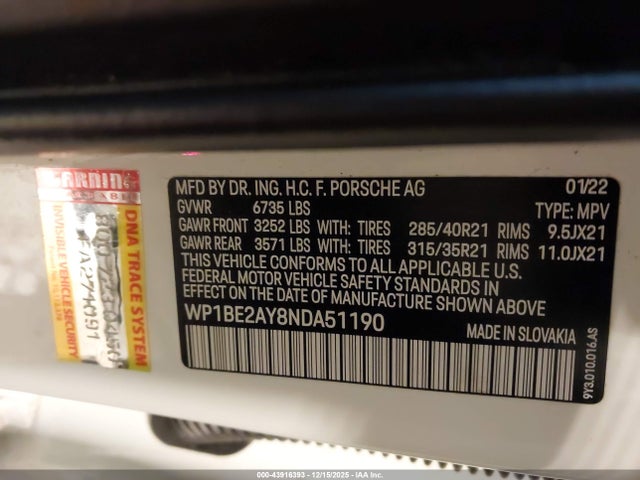 MFD BY DR. ING. H.C. F. PORSCHE AG 01/22
GVWR 6735 LBS TYPE: MPV
GAWR FRONT 3252 LBS WITH: TIRES 285/40R21 RIMS 9.5JX21
GAWR REAR 3571 LBS WITH: TIRES 315/35R21 RIMS 11.0JX21
THIS VEHICLE CONFORMS TO ALL APPLICABLE U.S.
FEDERAL MOTOR VEHICLE SAFETY STANDARDS IN
EFFECT ON THE DATE OF MANUFACTURE SHOWN ABOVE
WP1BE2AY8NDA51190
MADE IN SLOVAKIA
9Y3.010.016.AS
WARNING
DNA TRACE SYSTEM
INVISIBLE VEHICLE SECURITY
000-43916393 - 12/15/2025 - IAA Inc.